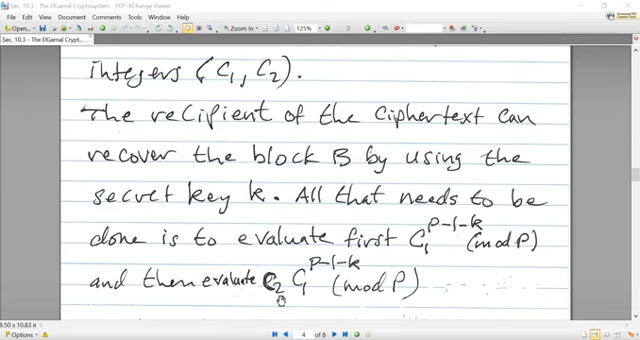 Sec. 10.3 - The ElGamal Cryptosystem - PDF-XChange Viewer
File Edit View Document Comments Tools Window Help
Open... Zoom In 125%
Sec. 10.3 - The ElGamal Crypt...
integers (C₁, C₂).
The recipient of the ciphertext can
recover the block B by using the
secret key k. All that needs to be
done is to evaluate first C₁^(p-1-k) (mod P)
and then evaluate C₂ C₁^(p-1-k) (mod P)
8.50 x 10.83 in
Options 4 of 8